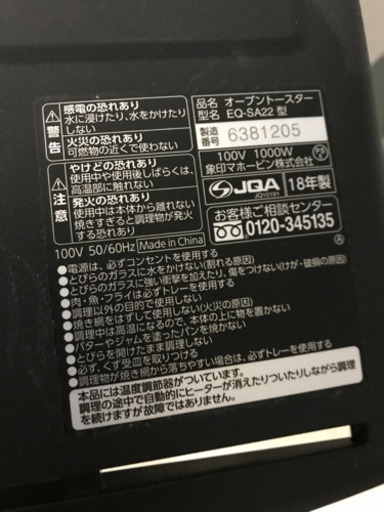 警告
感電の恐れあり
水に浸けたり、水をかけたり
しない
火災の恐れあり
可燃物の近くで使わない
注意
やけどの恐れあり
使用中や使用後しばらくは、
高温部に触れない
発火の恐れあり
使用中は本体から離れない
焼きすぎると調理物が発火
する恐れあり
100V 50/60Hz Made in China
品名 オーブントースター
型名 EQ-SA22 型
製造番号 6381205
100V 1000W
象印マホービン株式会社
JQA 18年製
お客様ご相談センター
0120-345135
●電源は、必ずコンセントを使用する
●とびらのガラスに水をかけない(割れる原因)
●とびらのガラスに強い衝撃を加えたり、傷をつけない(けが・破損の原因)
●肉・魚・フライは必ずトレーを使用する
●調理以外の目的で使用しない
●焼き網をはずして使用しない(火災の原因)
●調理中は高温になるので、本体の上に物を置かない
●バターやジャムを塗ったパンを焼かない
●とびらを開けたまま調理しない
●必ず、くず受皿を取りつける
●調理物が焼き網から落ちやすい場合は、必ずトレーを使用する
本品には温度調節器がついています。
調理の途中で自動的にヒーターが消えたりついたりしながら調理
を続けますが故障ではありません。